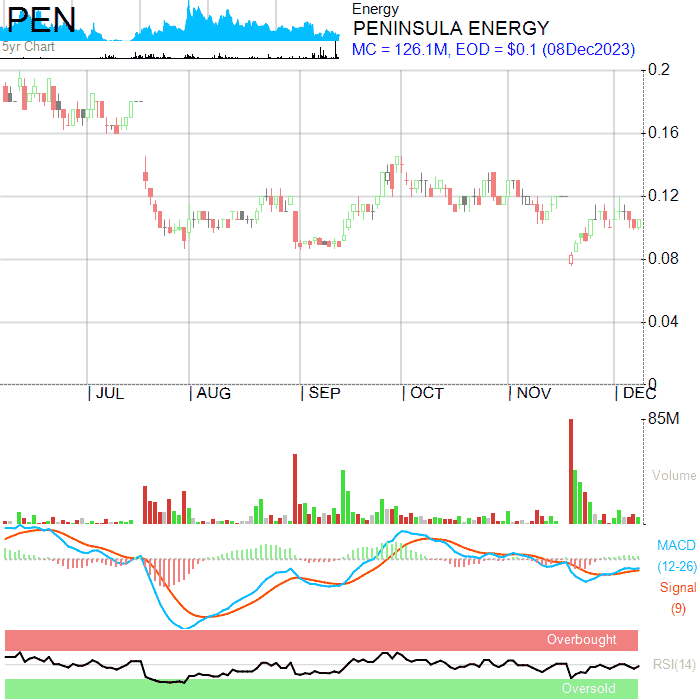 PEN
5yr Chart
Energy
PENINSULA ENERGY
MC = 126.1M, EOD = $0.1 (08Dec2023)
0.2
0.16
0.12
0.08
0.04
0
JUL AUG SEP OCT NOV DEC
85M
Volume
MACD
(12-26)
Signal
(9)
Overbought
RSI(14)
Oversold